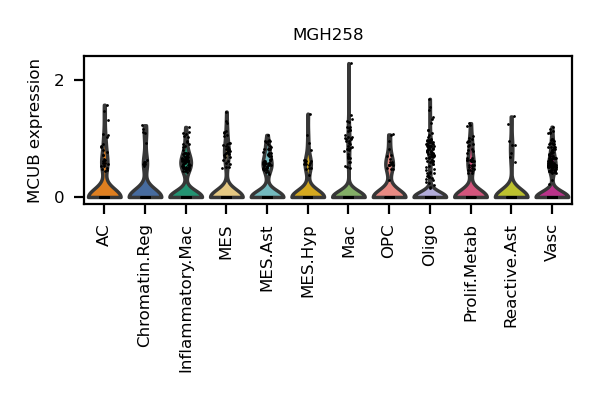 MGH258
MCUB expression
2
0
AC
Chromatin.Reg
Inflammatory.Mac
MES
MES.Ast
MES.Hyp
Mac
OPC
Oligo
Prolif.Metab
Reactive.Ast
Vasc